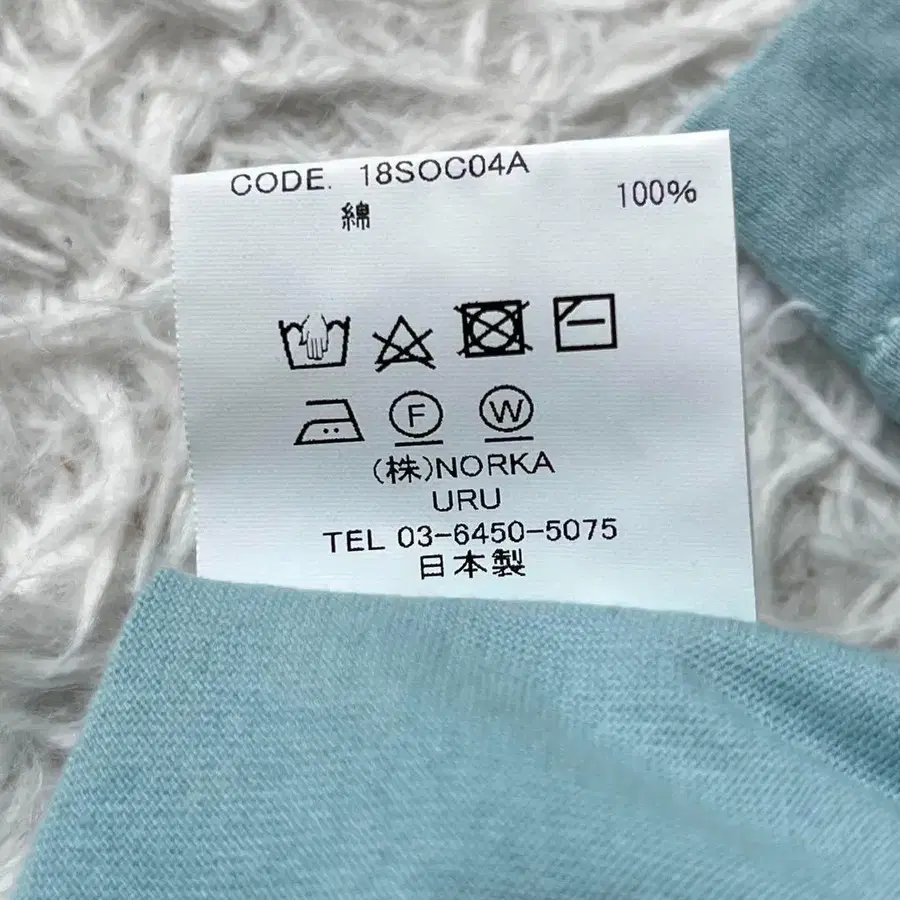 CODE. 18SOC04A
綿 100%
F W
(株)NORKA
URU
TEL 03-6450-5075
日本製